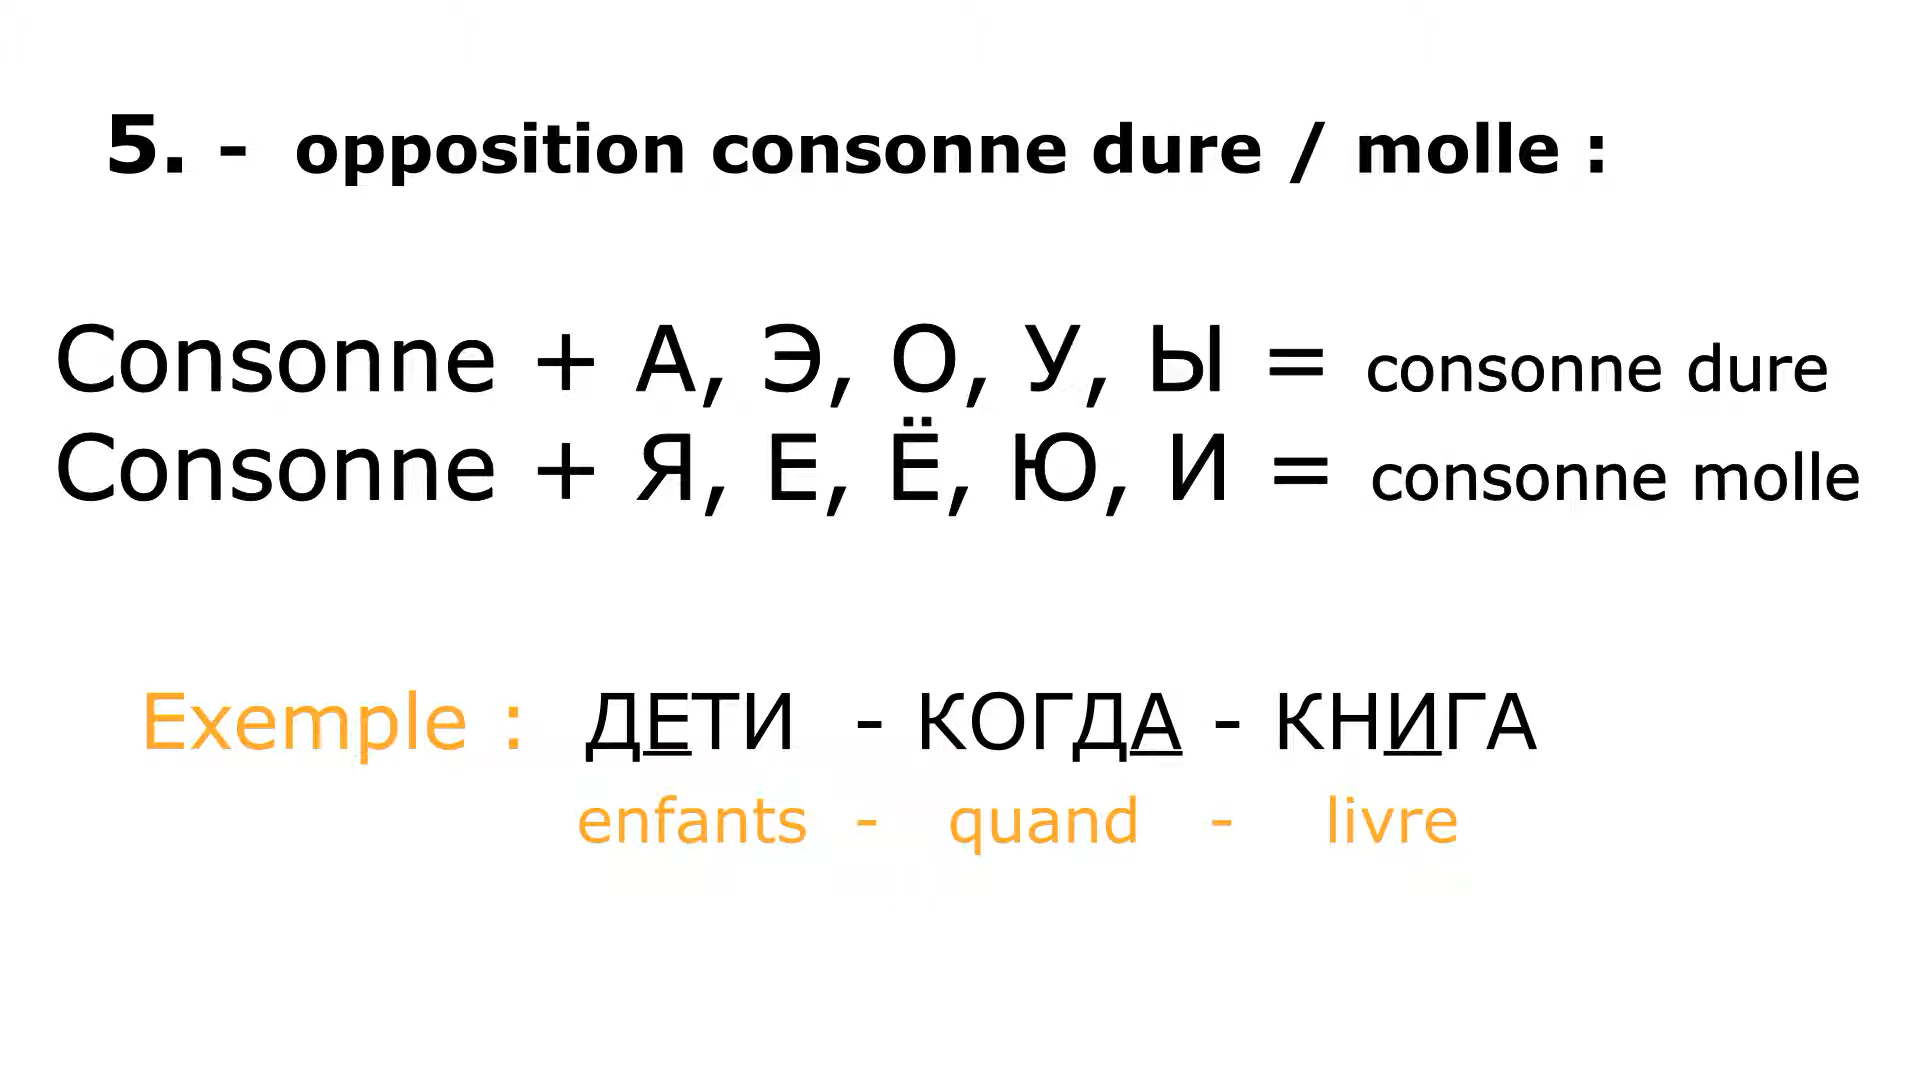 5. - opposition consonne dure / molle :
Consonne + А, Э, О, У, Ы = consonne dure
Consonne + Я, Е, Ё, Ю, И = consonne molle
Exemple : ДЕТИ - КОГДА - КНИГА
enfants - quand - livre